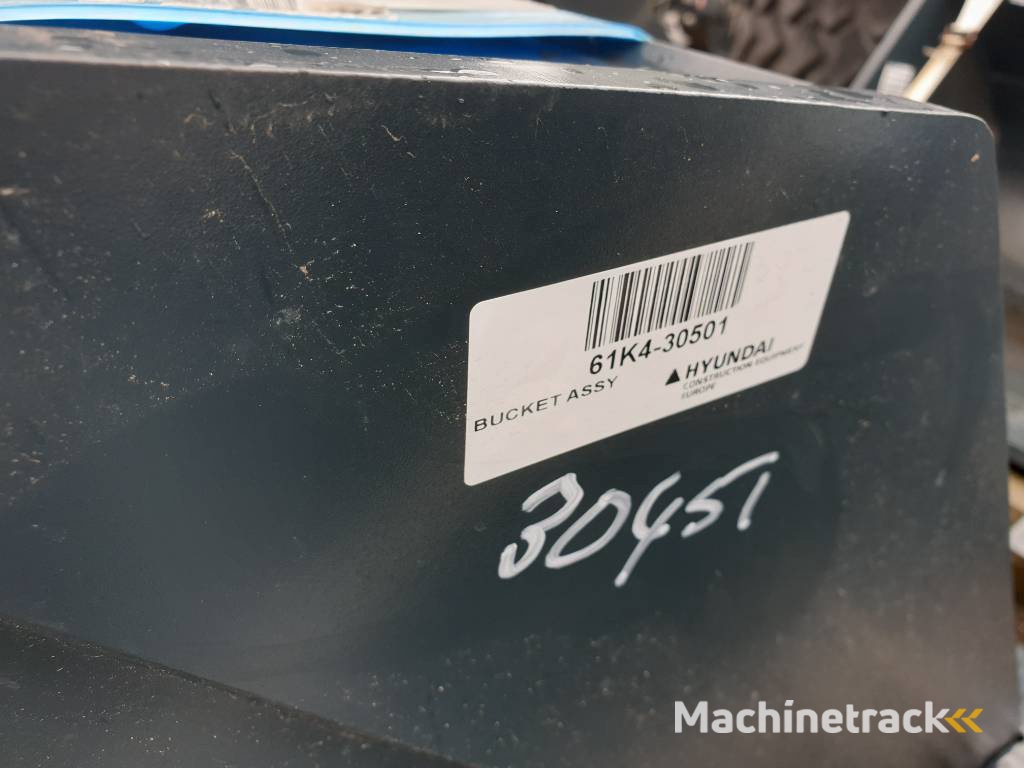 61K4-30501
BUCKET ASSY
HYUNDAI
CONSTRUCTION EQUIPMENT
EUROPE
30451
Machinetrack